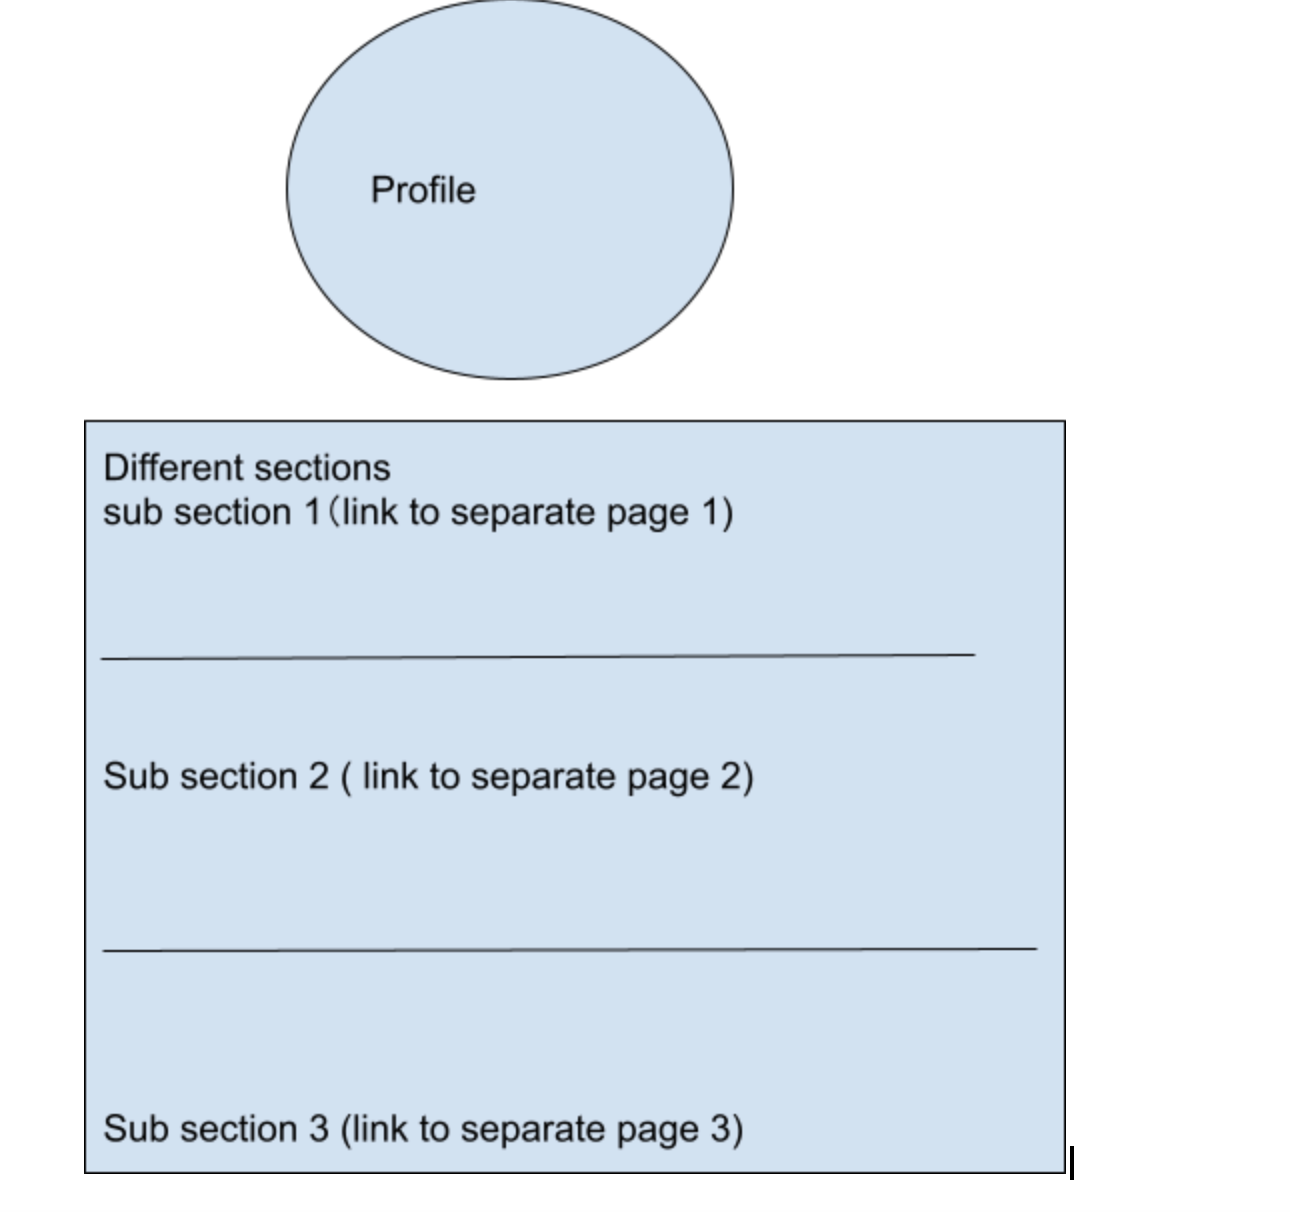 Profile
Different sections
sub section 1（link to separate page 1)
Sub section 2 ( link to separate page 2)
Sub section 3 (link to separate page 3)